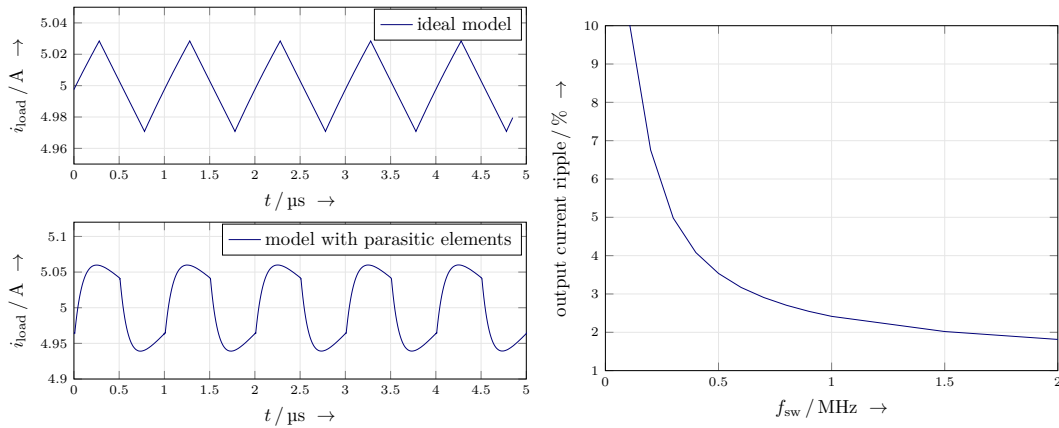 5.04
5.02
5
4.98
4.96
i_load / A →
ideal model
0 0.5 1 1.5 2 2.5 3 3.5 4 4.5 5
t / µs →
5.1
5.05
5
4.95
4.9
i_load / A →
model with parasitic elements
0 0.5 1 1.5 2 2.5 3 3.5 4 4.5 5
t / µs →
10
9
8
7
6
5
4
3
2
1
output current ripple / % →
0 0.5 1 1.5 2
f_sw / MHz →